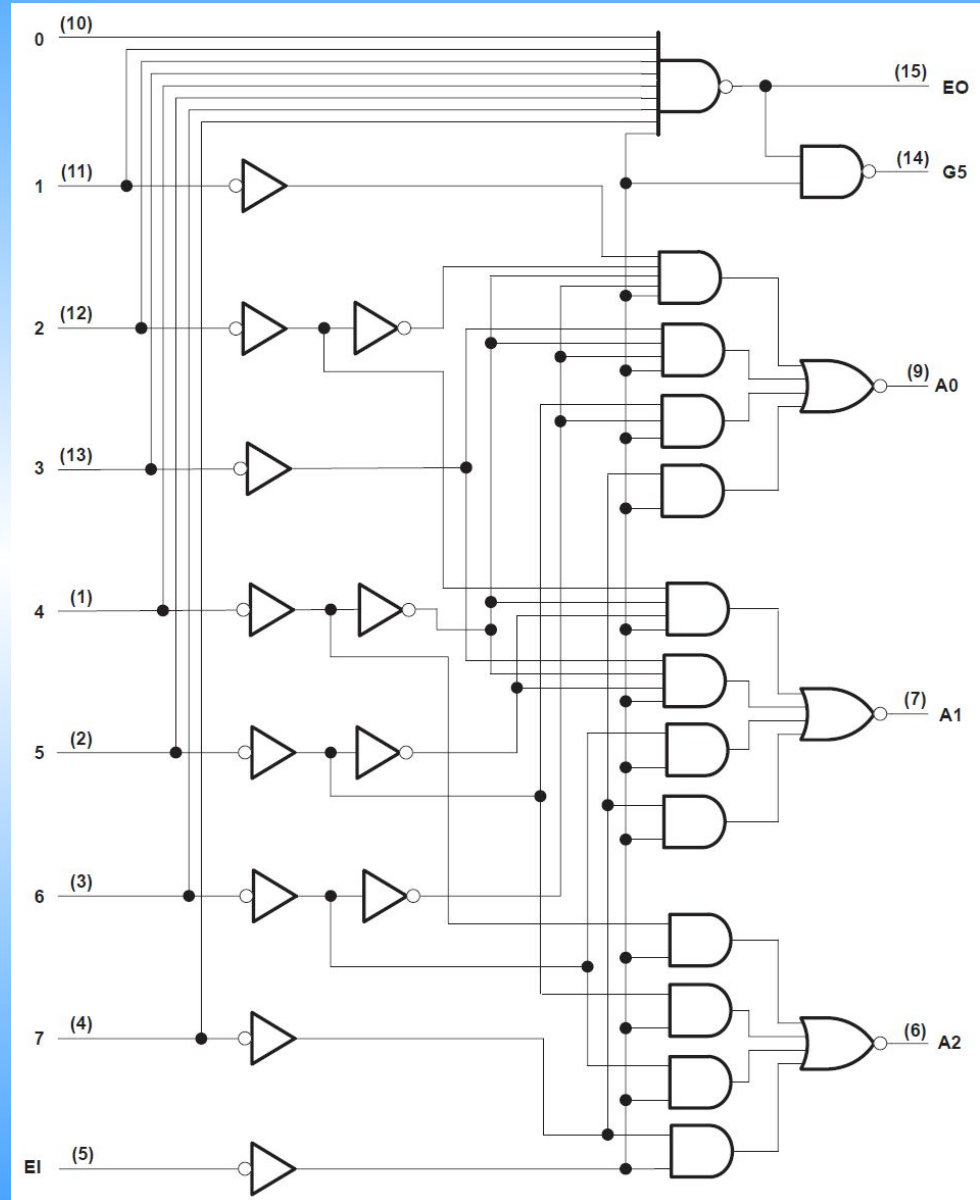 0 (10)
(15) EO
(14) G5
1 (11)
2 (12)
(9) A0
3 (13)
4 (1)
(7) A1
5 (2)
6 (3)
(6) A2
7 (4)
EI (5)